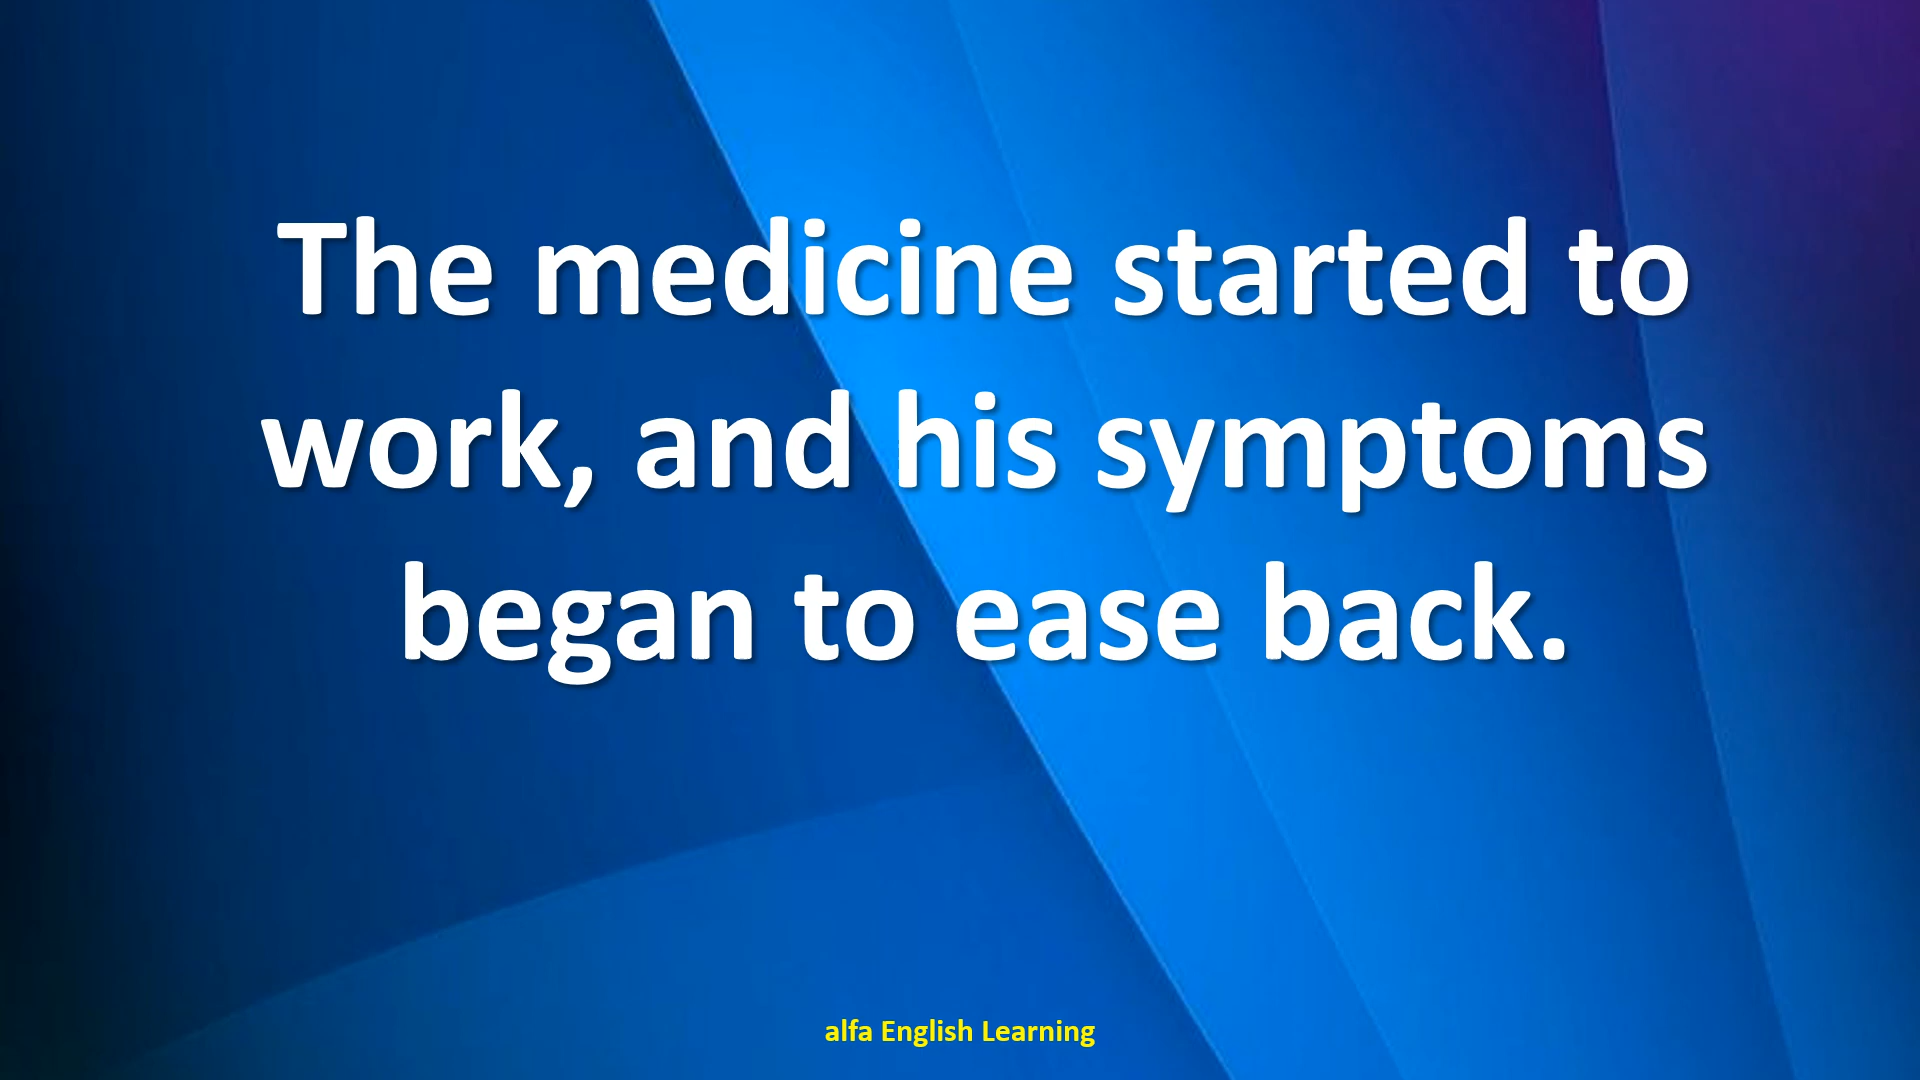 The medicine started to
work, and his symptoms
began to ease back.
alfa English Learning